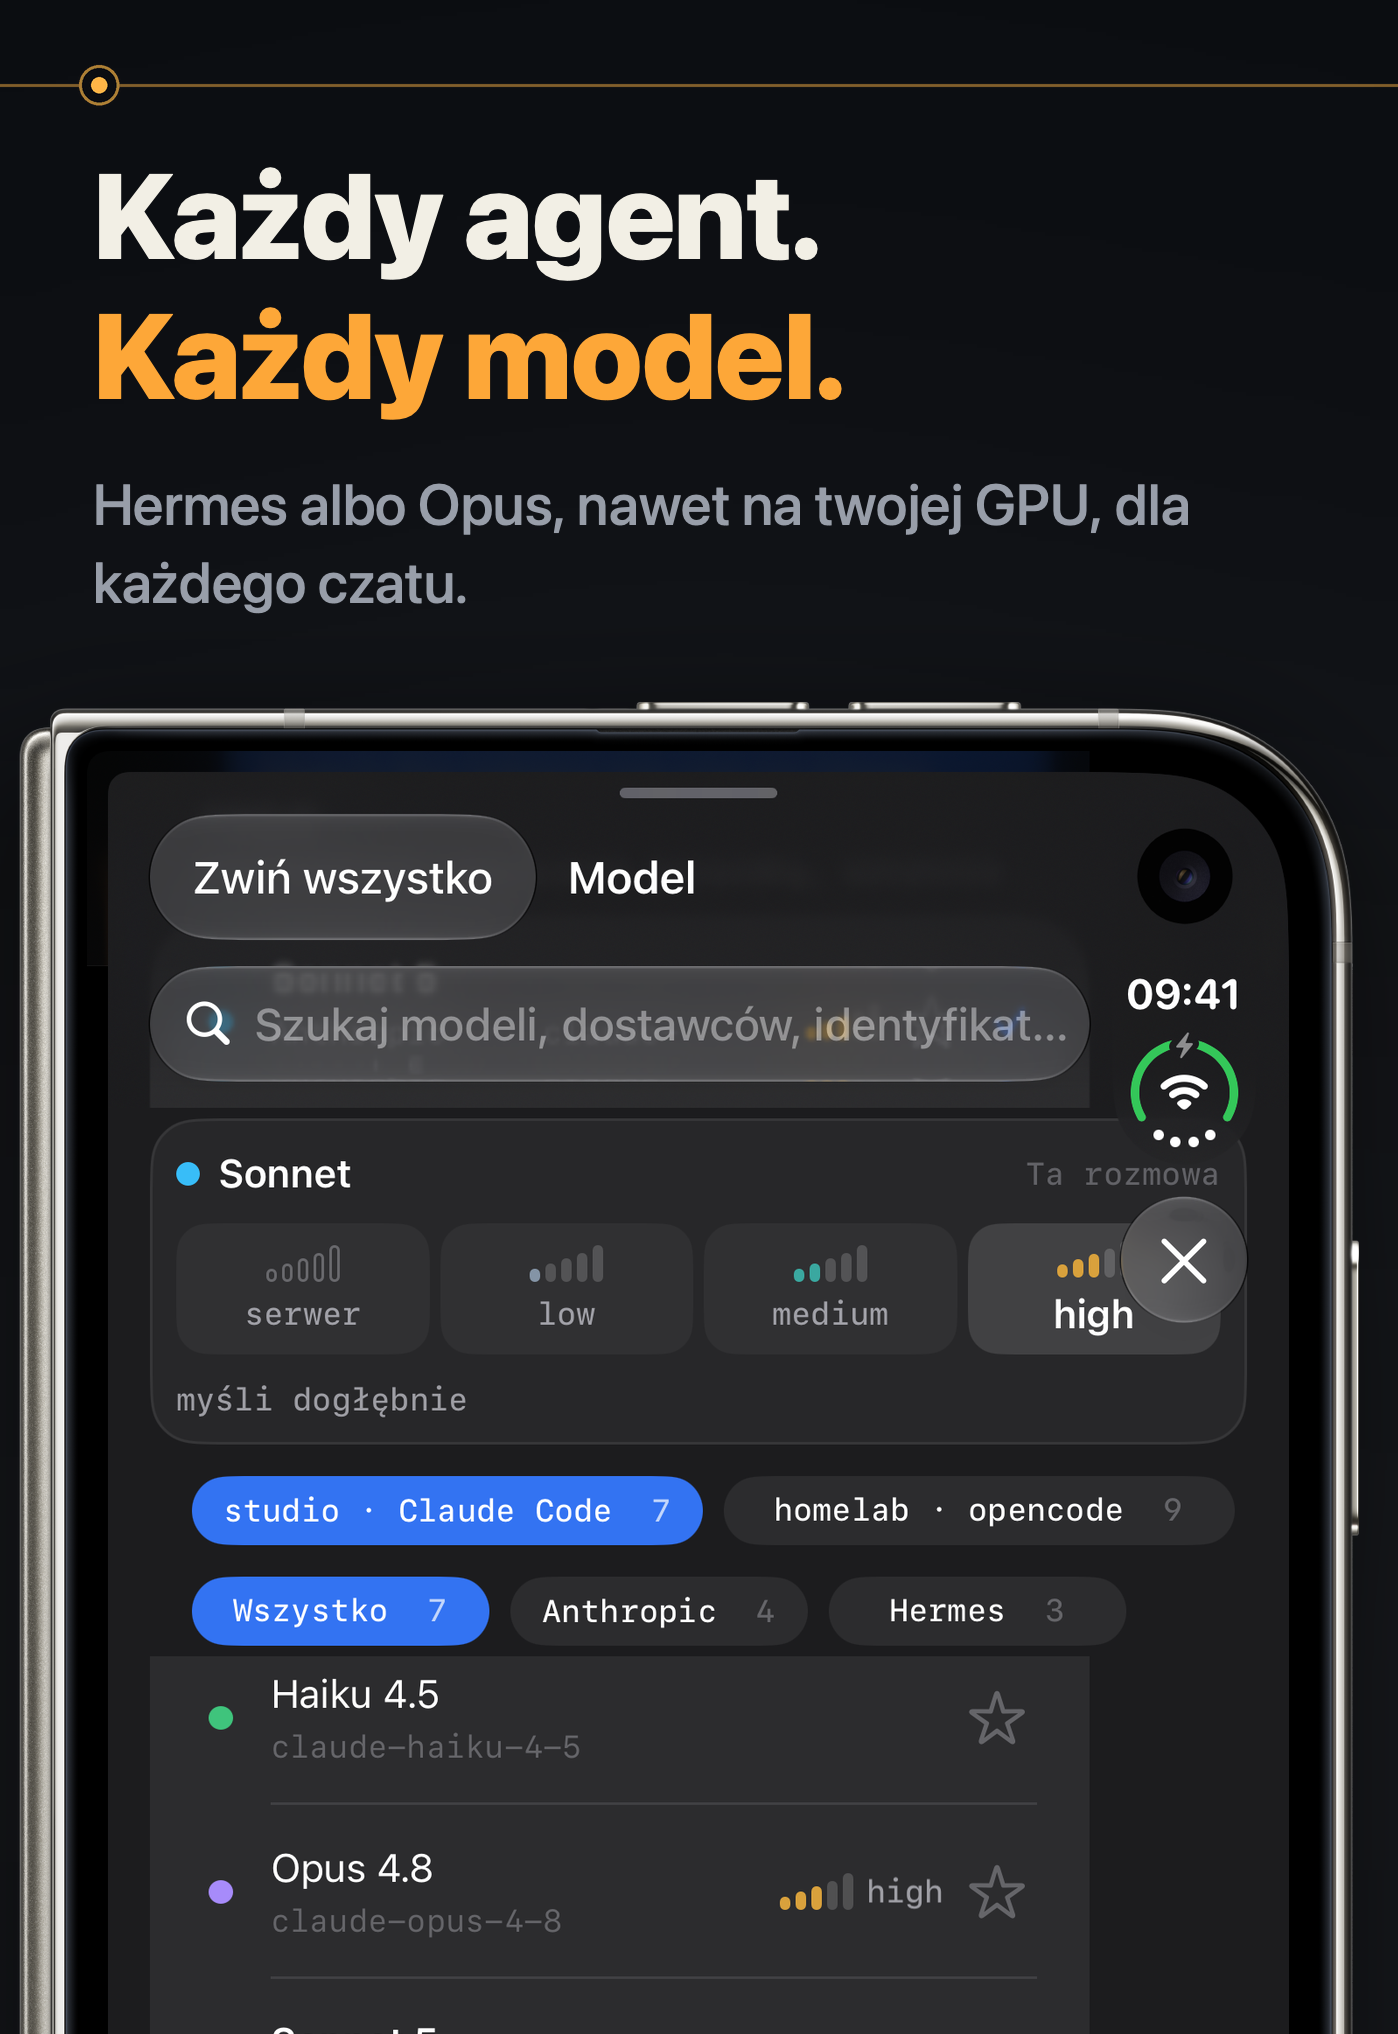 Każdy agent.
Każdy model.
Hermes albo Opus, nawet na twojej GPU, dla
każdego czatu.
Zwiń wszystko
Model
09:41
Szukaj modeli, dostawców, identyfikat...
Sonnet
Ta rozmowa
serwer
low
medium
high
myśli dogłębnie
studio · Claude Code 7
homelab · opencode 9
Wszystko 7
Anthropic 4
Hermes 3
Haiku 4.5
claude-haiku-4-5
Opus 4.8
high
claude-opus-4-8